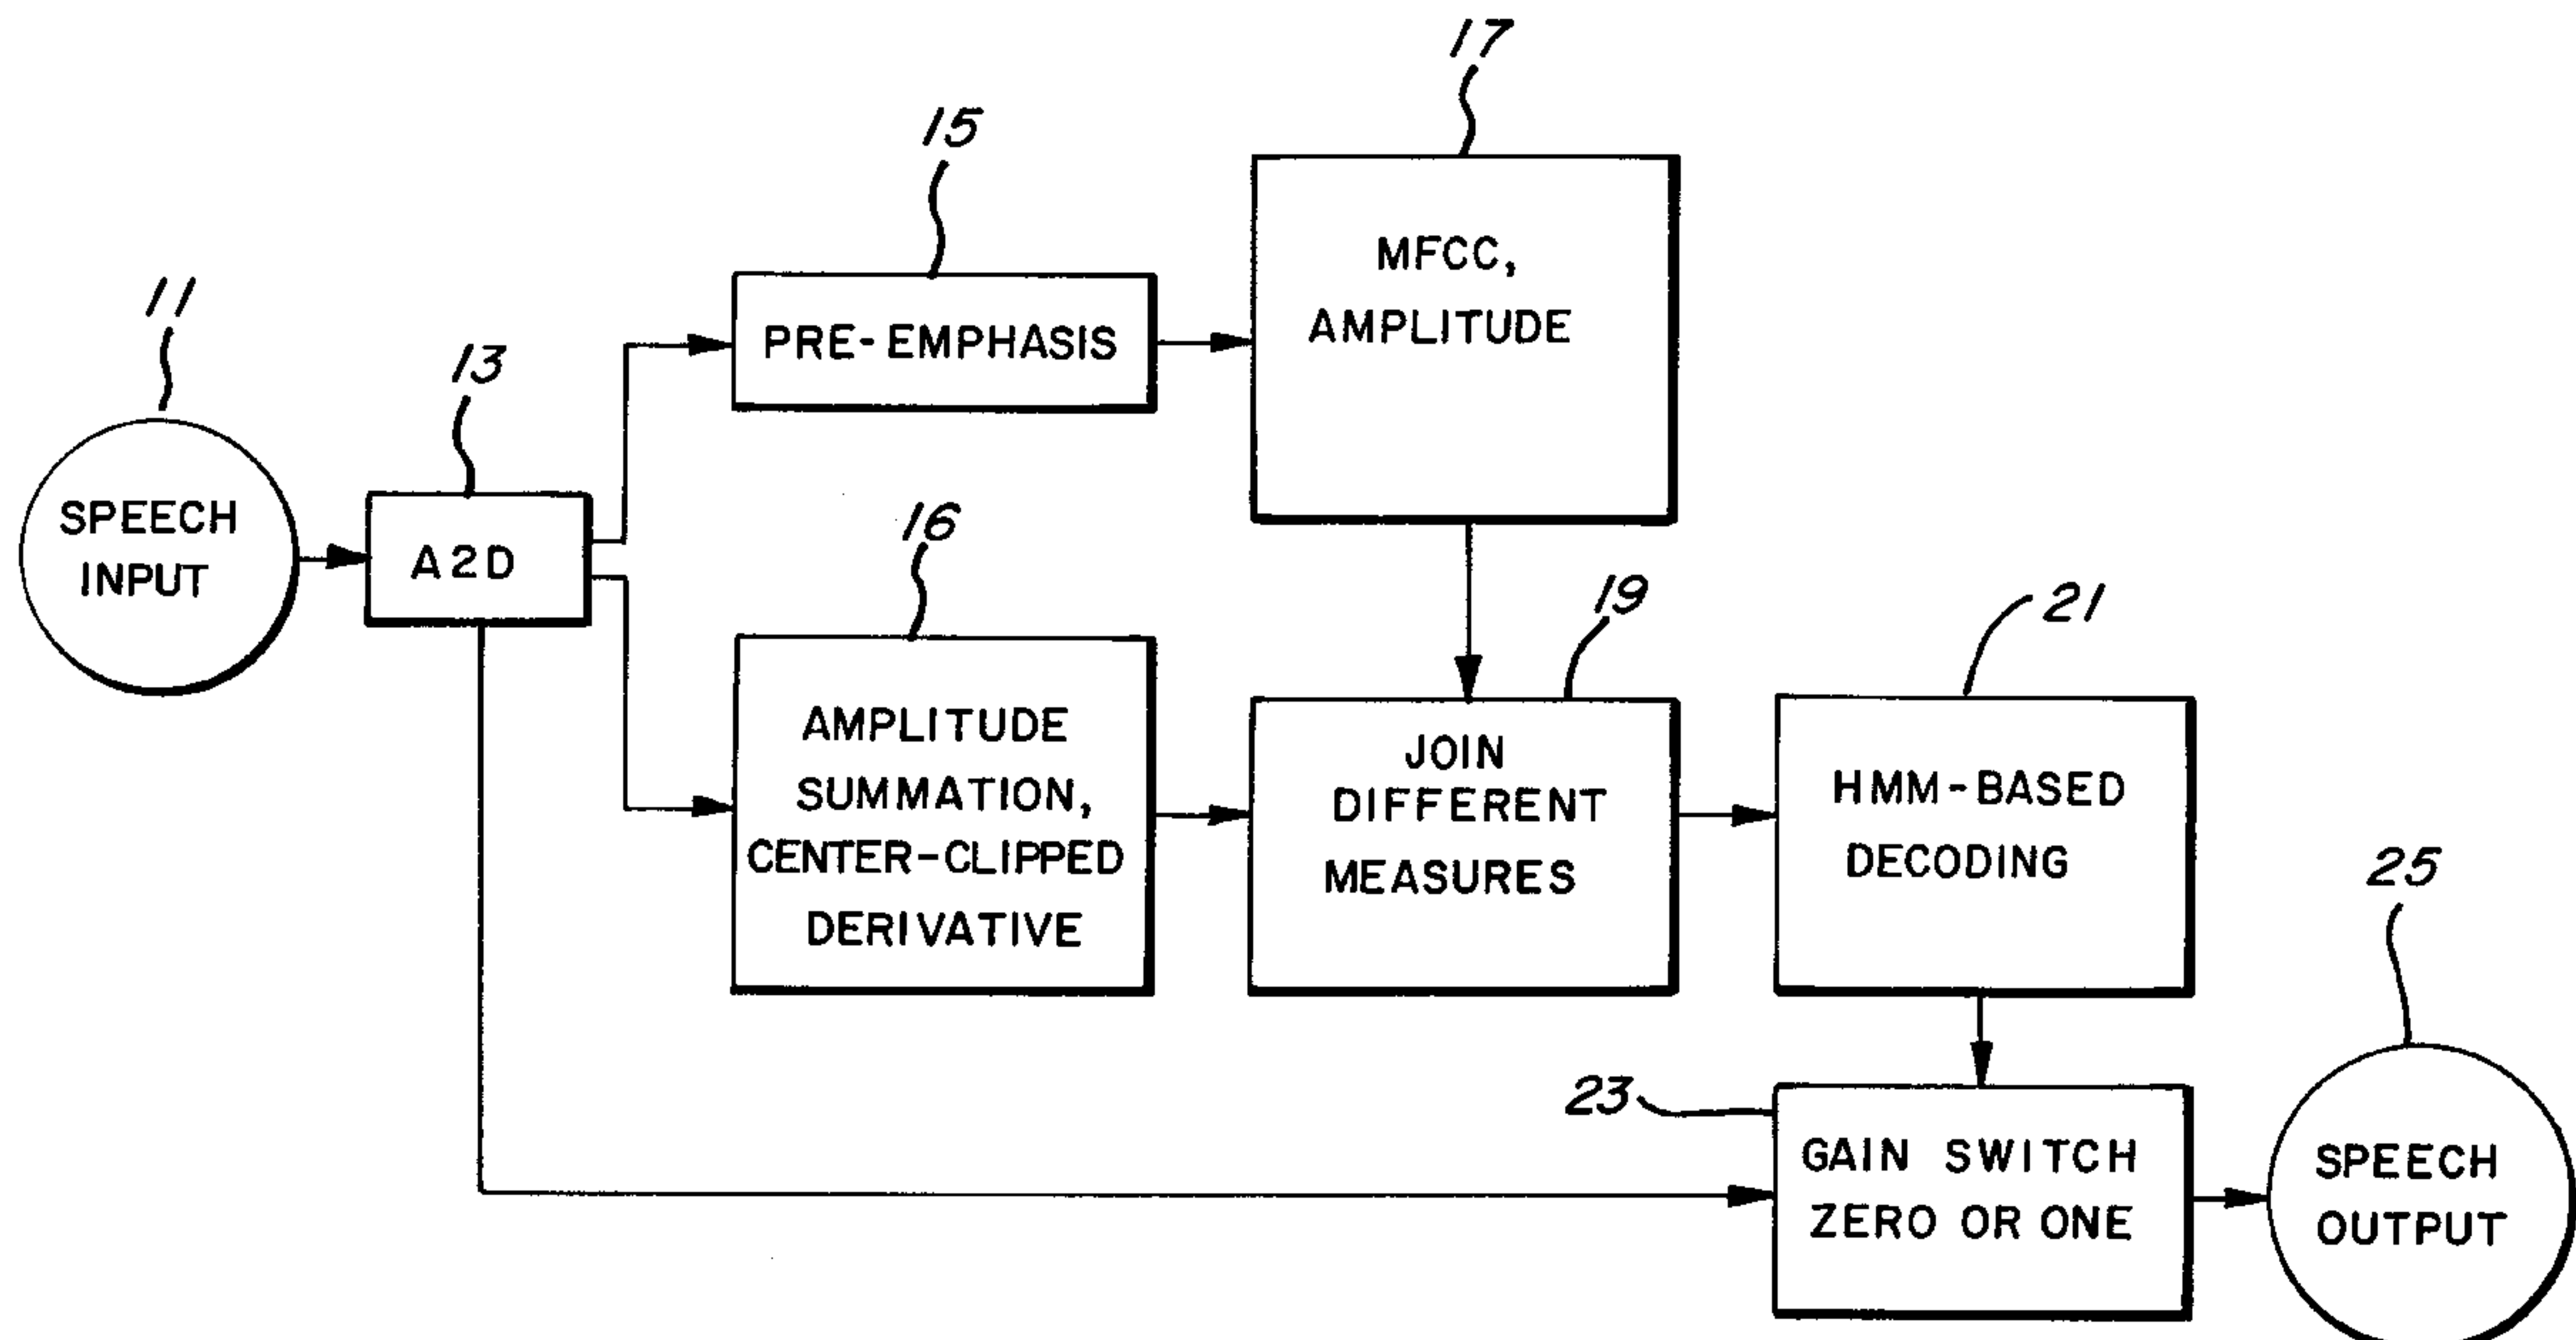 17
15
MFCC,
AMPLITUDE
11
PRE-EMPHASIS
13
SPEECH
INPUT
A2D
16
19
21
AMPLITUDE
SUMMATION,
CENTER-CLIPPED
DERIVATIVE
JOIN
DIFFERENT
MEASURES
HMM-BASED
DECODING
25
23
GAIN SWITCH
ZERO OR ONE
SPEECH
OUTPUT